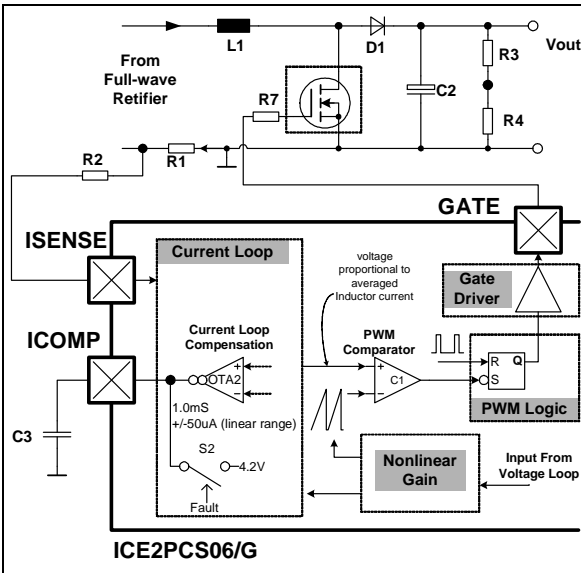 L1
D1
Vout
From
Full-wave
Retifier
R3
C2
R7
R4
R2
R1
GATE
ISENSE
Current Loop
voltage
proportional to
averaged
Inductor current
Gate
Driver
ICOMP
Current Loop
Compensation
PWM
Comparator
+
OTA2
−
+
C1
−
R
Q
S
PWM Logic
1.0mS
+/-50uA (linear range)
C3
S2
4.2V
Fault
Nonlinear
Gain
Input From
Voltage Loop
ICE2PCS06/G